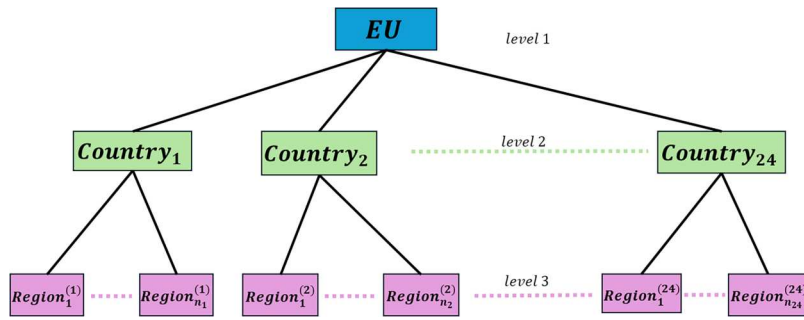 EU
level 1
Country₁
Country₂
level 2
Country₂₄
level 3
Region₁⁽¹⁾
Regionₙ₁⁽¹⁾
Region₁⁽²⁾
Regionₙ₂⁽²⁾
Region₁⁽²⁴⁾
Regionₙ₂₄⁽²⁴⁾